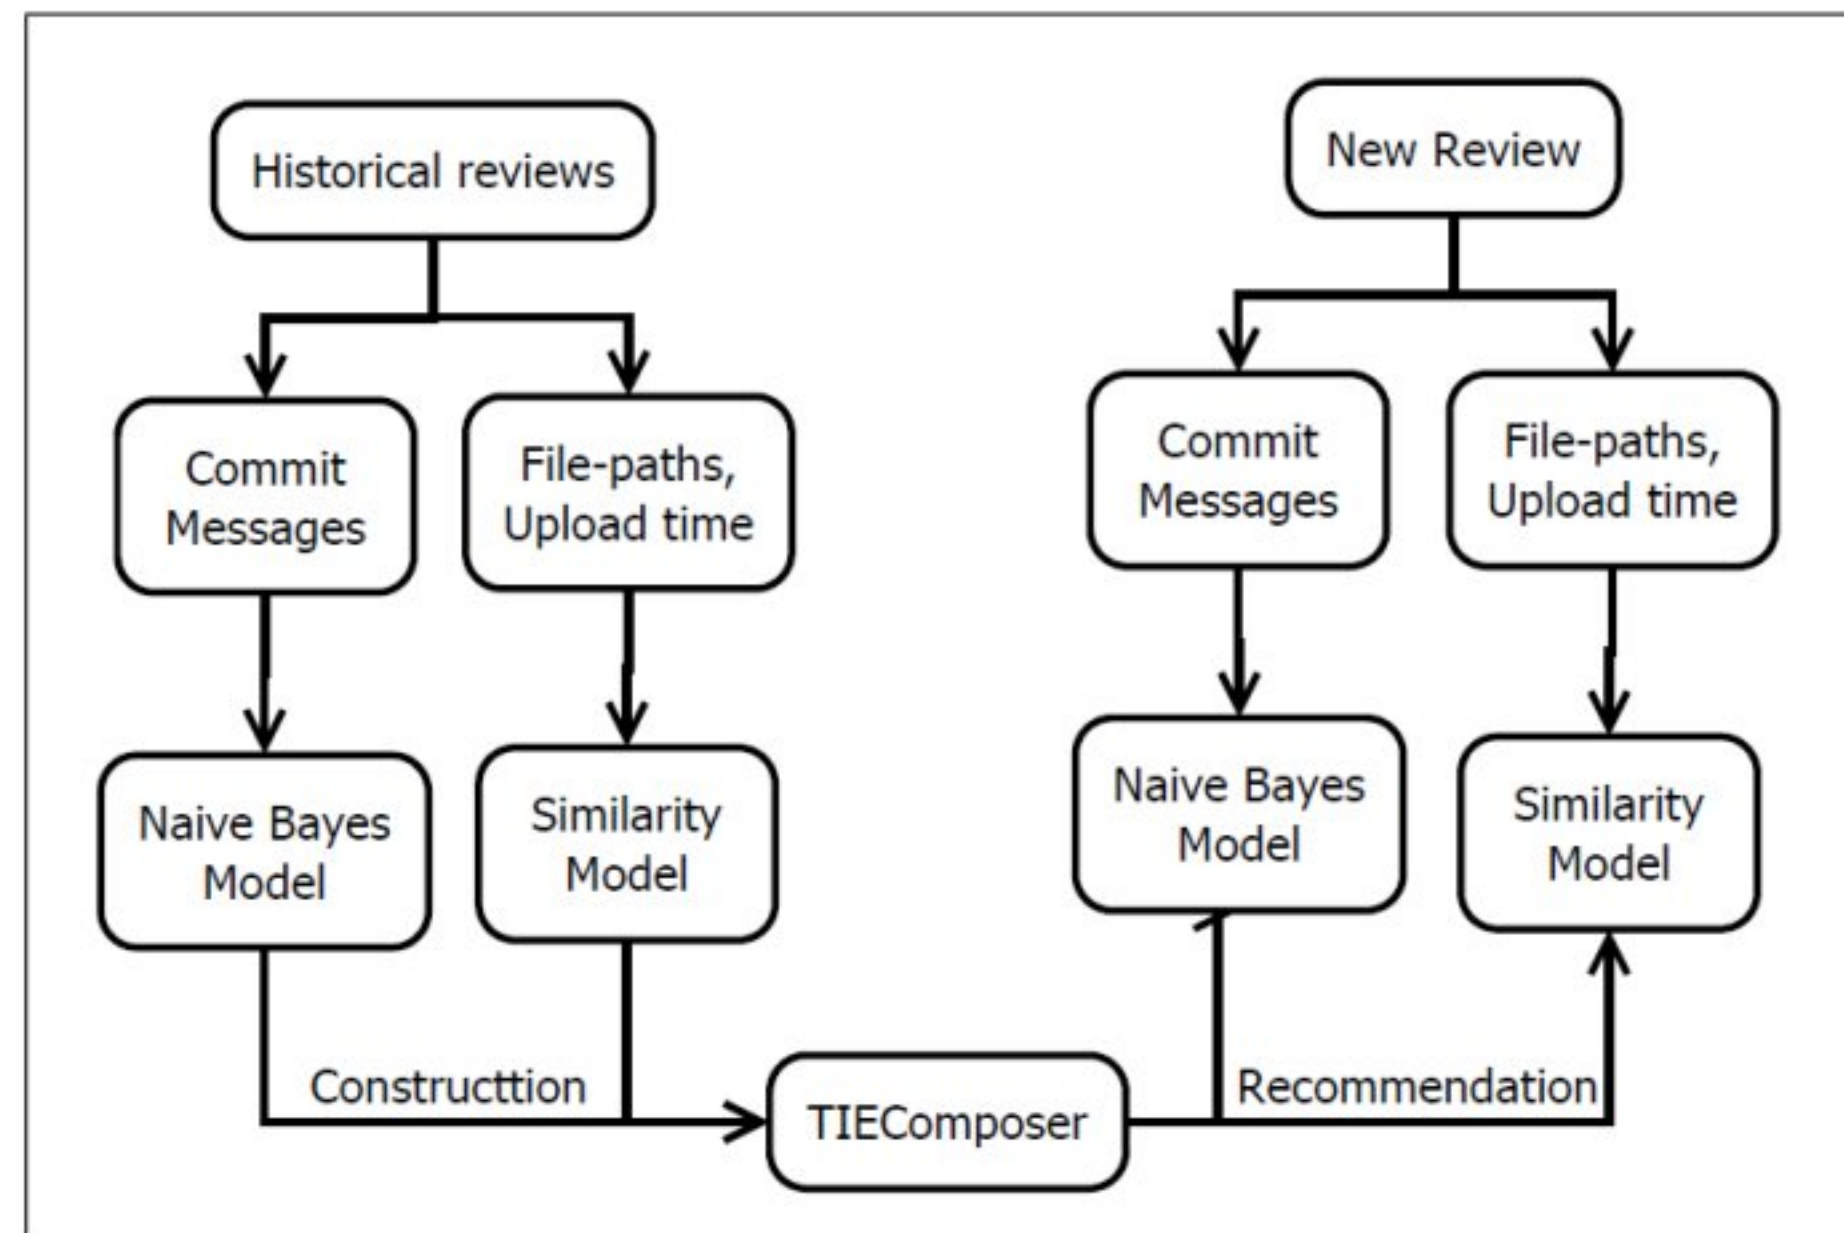 Historical reviews
New Review
Commit
Messages
File-paths,
Upload time
Commit
Messages
File-paths,
Upload time
Naive Bayes
Model
Similarity
Model
Naive Bayes
Model
Similarity
Model
Constructtion
TIEComposer
Recommendation